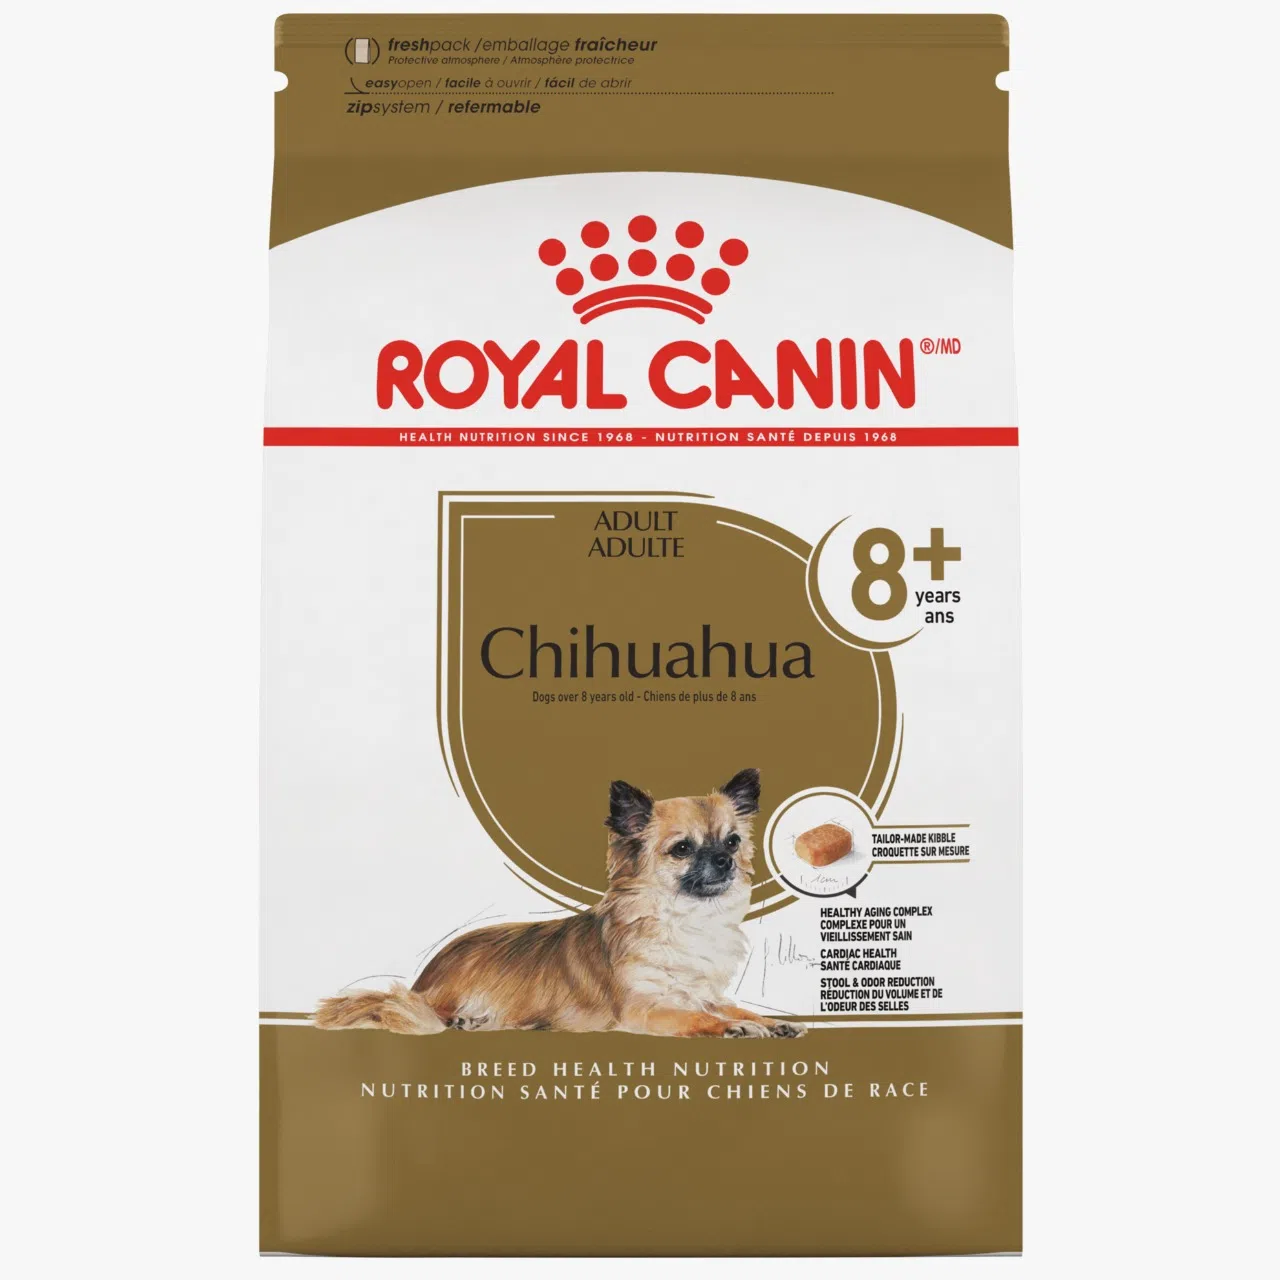 freshpack / emballage fraîcheur
Protective atmosphere / Atmosphère protectrice
easyopen / facile à ouvrir / fácil de abrir
zipsystem / refermable
ROYAL CANIN®/MD
HEALTH NUTRITION SINCE 1968 - NUTRITION SANTÉ DEPUIS 1968
ADULT
ADULTE
8+
years
ans
Chihuahua
Dogs over 8 years old - Chiens de plus de 8 ans
TAILOR-MADE KIBBLE
CROQUETTE SUR MESURE
1cm
HEALTHY AGING COMPLEX
COMPLEXE POUR UN
VIEILLISSEMENT SAIN
CARDIAC HEALTH
SANTÉ CARDIAQUE
STOOL & ODOR REDUCTION
RÉDUCTION DU VOLUME ET DE
L'ODEUR DES SELLES
BREED HEALTH NUTRITION
NUTRITION SANTÉ POUR CHIENS DE RACE